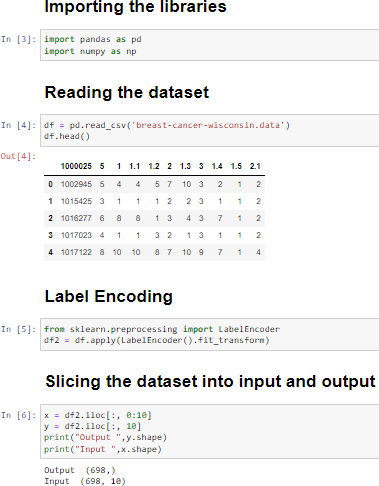 Importing the libraries
In [3]: import pandas as pd
import numpy as np
Reading the dataset
In [4]: df = pd.read_csv('breast-cancer-wisconsin.data')
df.head()
Out[4]:
1000025 5 1 1.1 1.2 2 1.3 3 1.4 1.5 2.1
0 1002945 5 4 4 5 7 10 3 2 1 2
1 1015425 3 1 1 1 2 2 3 1 1 2
2 1016277 6 8 8 1 3 4 3 7 1 2
3 1017023 4 1 1 3 2 1 3 1 1 2
4 1017122 8 10 10 8 7 10 9 7 1 4
Label Encoding
In [5]: from sklearn.preprocessing import LabelEncoder
df2 = df.apply(LabelEncoder().fit_transform)
Slicing the dataset into input and output
In [6]: x = df2.iloc[:, 0:10]
y = df2.iloc[:, 10]
print("Output ",y.shape)
print("Input ",x.shape)
Output (698,)
Input (698, 10)